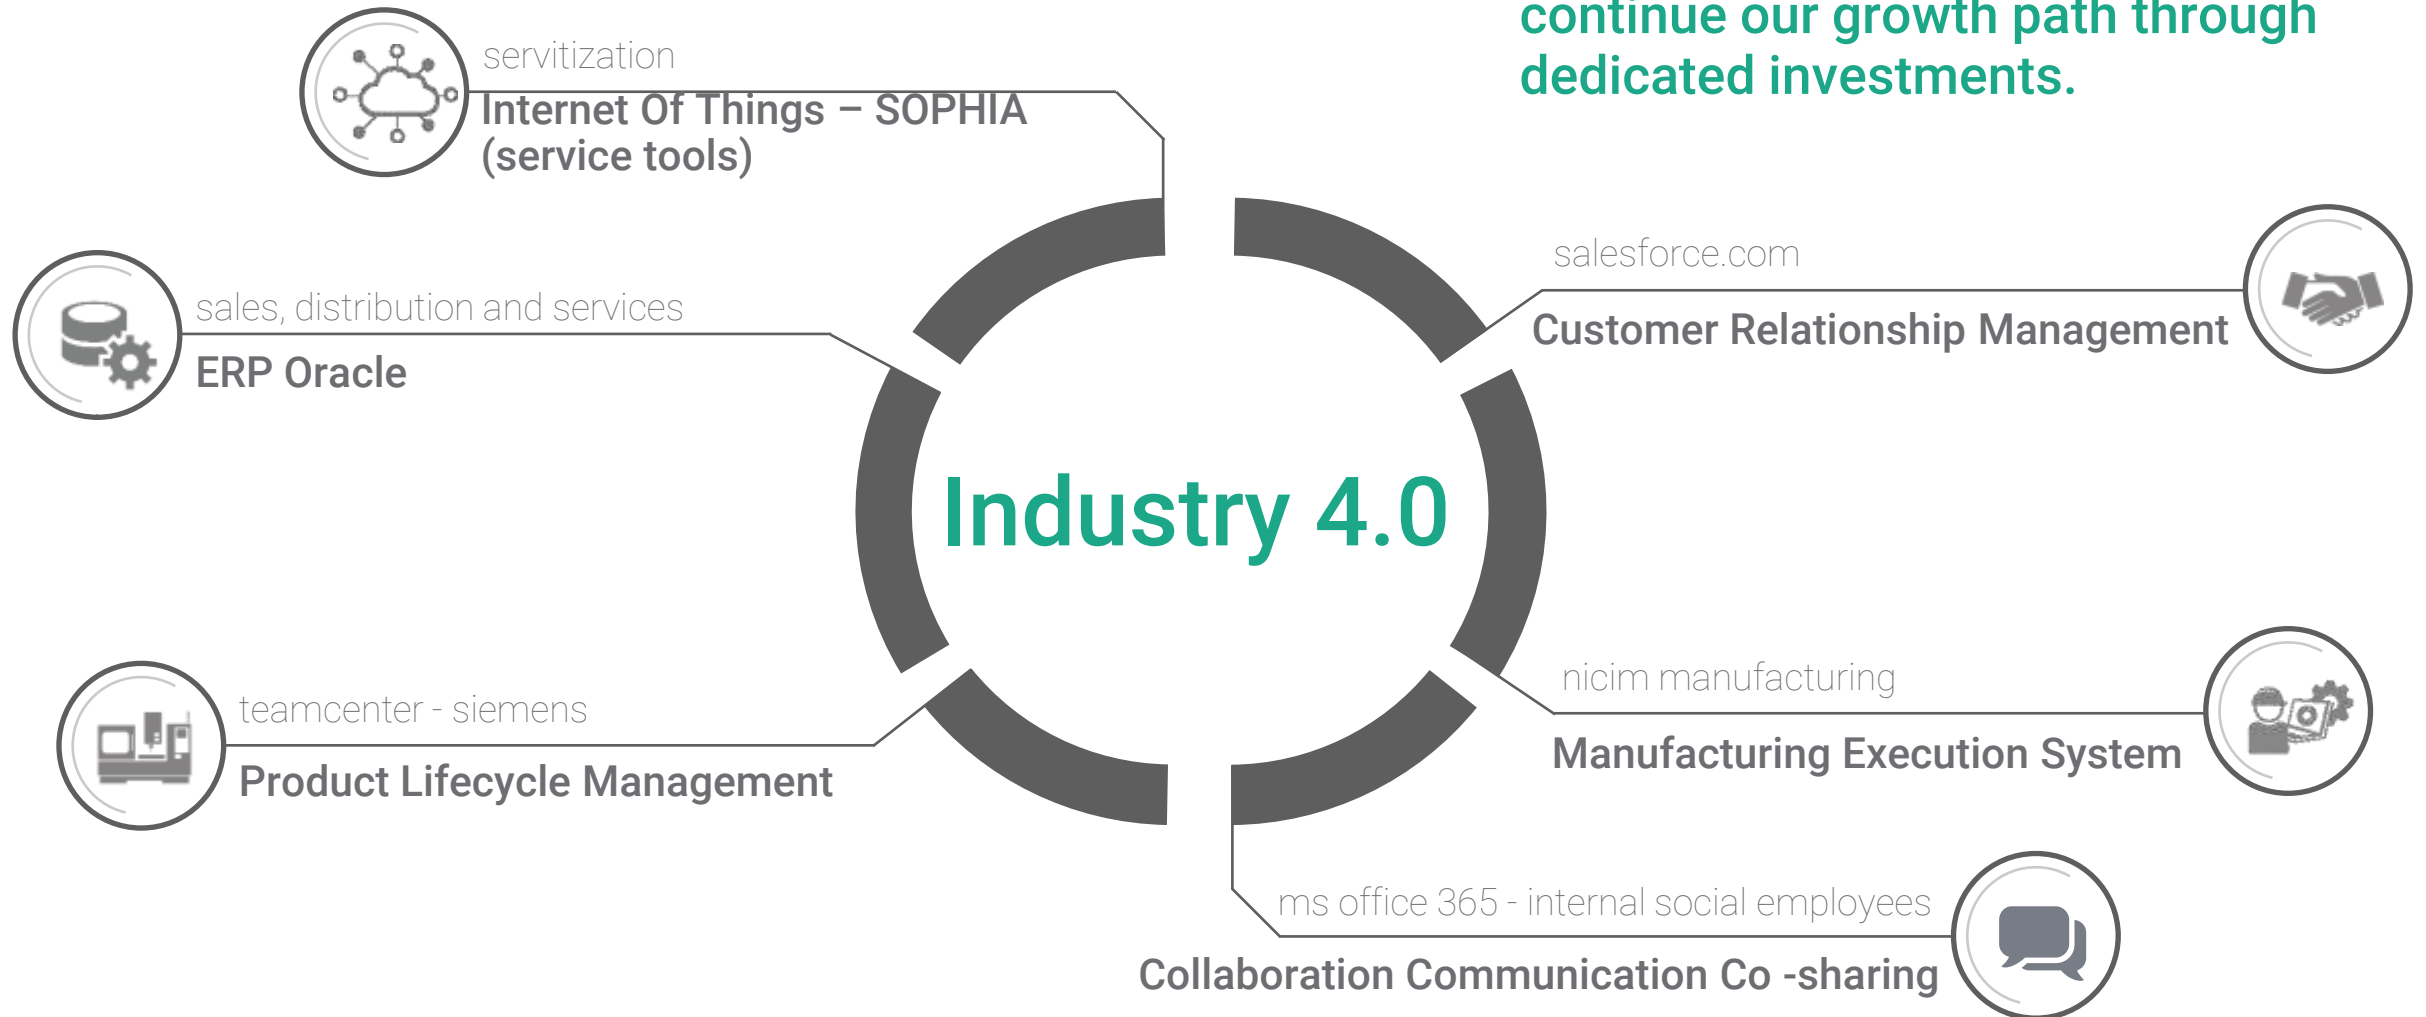 continue our growth path through
dedicated investments.
servitization
Internet Of Things – SOPHIA
(service tools)
salesforce.com
Customer Relationship Management
sales, distribution and services
ERP Oracle
Industry 4.0
nicim manufacturing
Manufacturing Execution System
teamcenter - siemens
Product Lifecycle Management
ms office 365 - internal social employees
Collaboration Communication Co -sharing